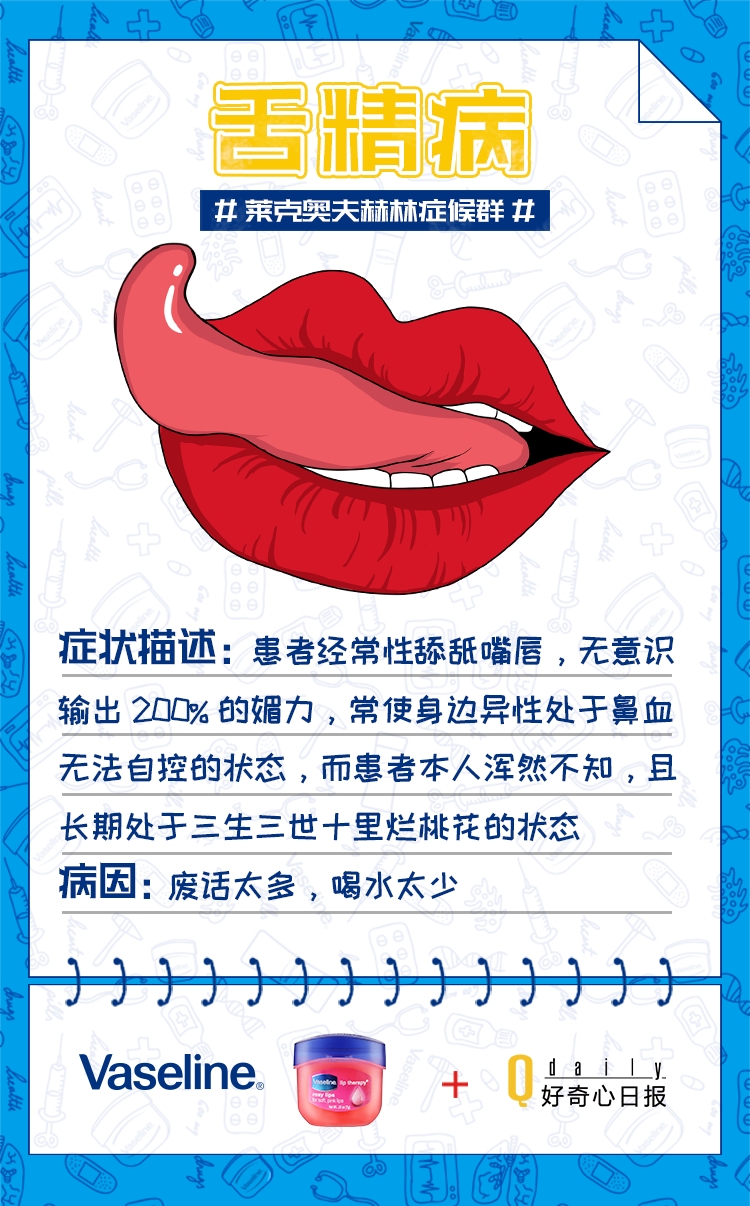 舌精病
# 莱克奥夫赫林症候群 #
症状描述：患者经常性舔舐嘴唇，无意识
输出 200% 的媚力，常使身边异性处于鼻血
无法自控的状态，而患者本人浑然不知，且
长期处于三生三世十里烂桃花的状态
病因：废话太多，喝水太少
Vaseline®
Vaseline lip therapy®
rosy lips
for soft, pink lips
+
Q daily
好奇心日报